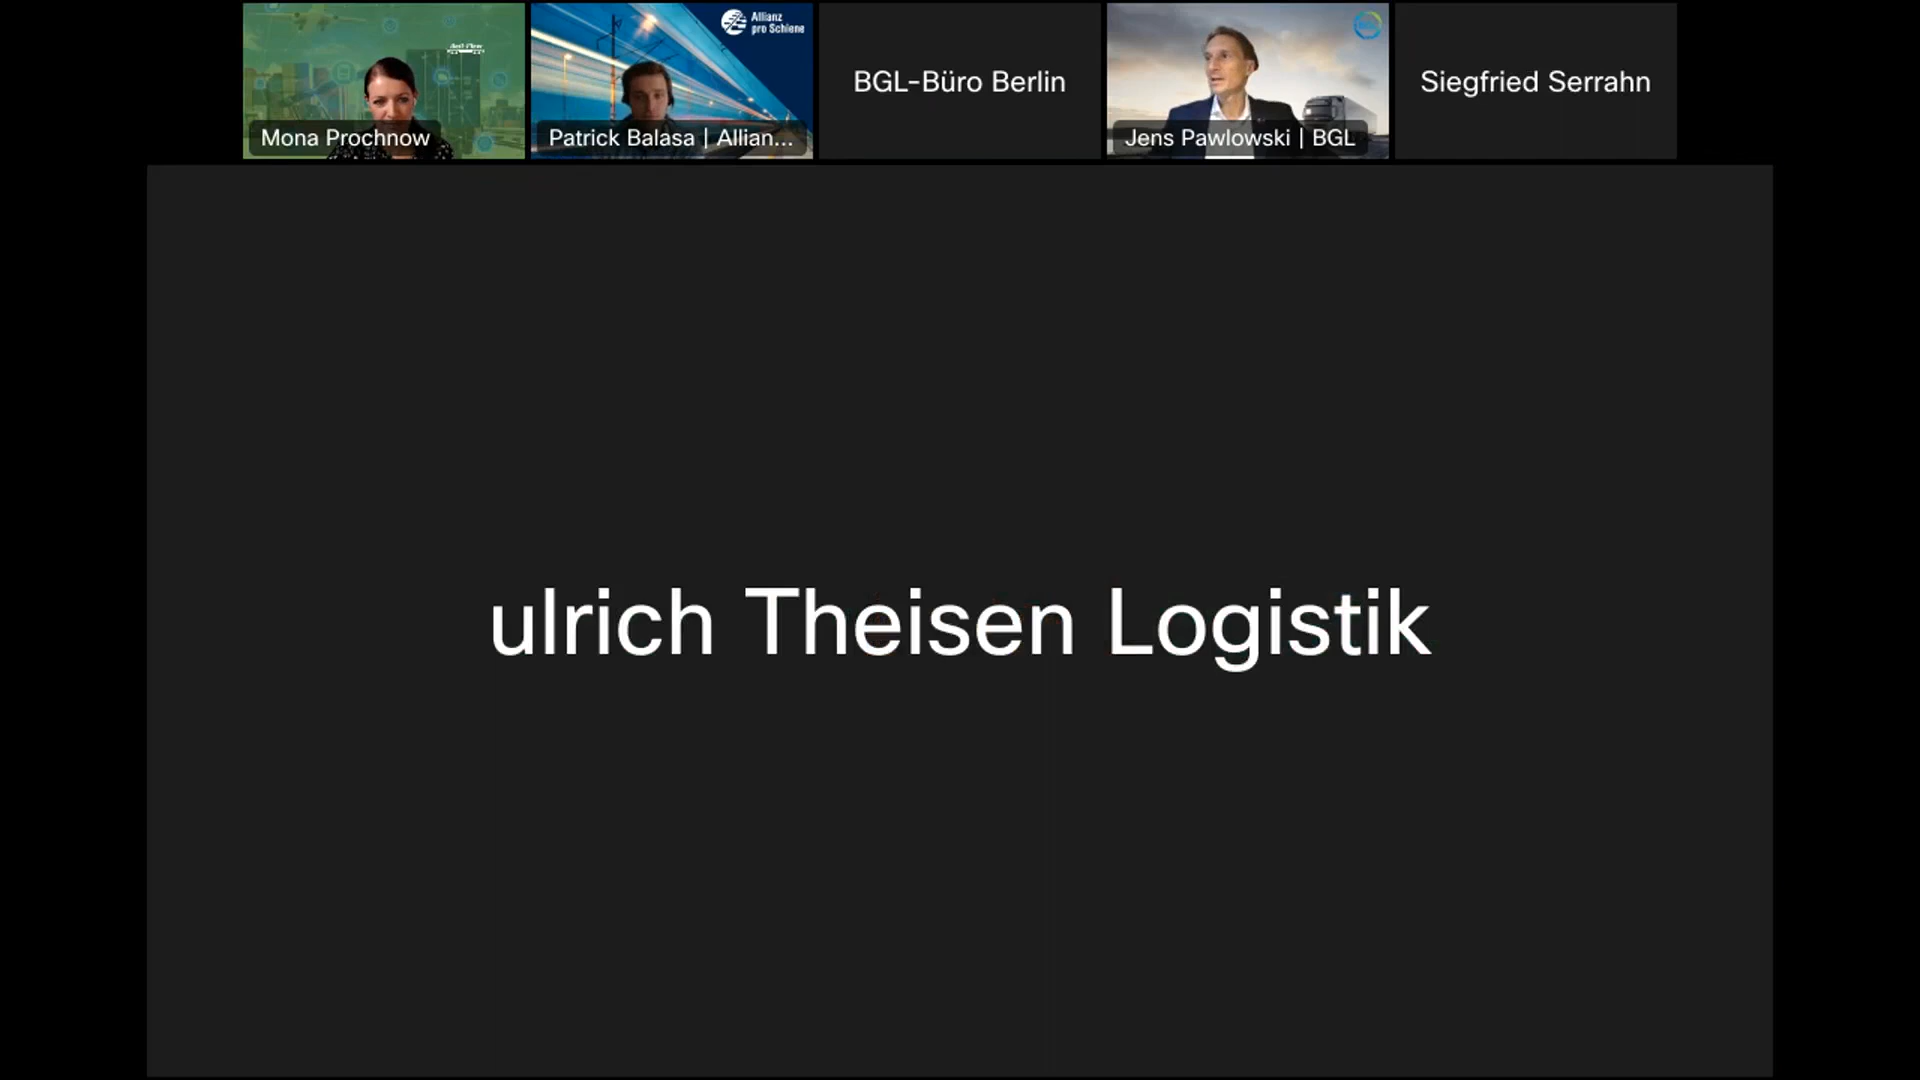 Mona Prochnow
Allianz
pro Schiene
Patrick Balasa | Allian...
BGL-Büro Berlin
Jens Pawlowski | BGL
Siegfried Serrahn
ulrich Theisen Logistik